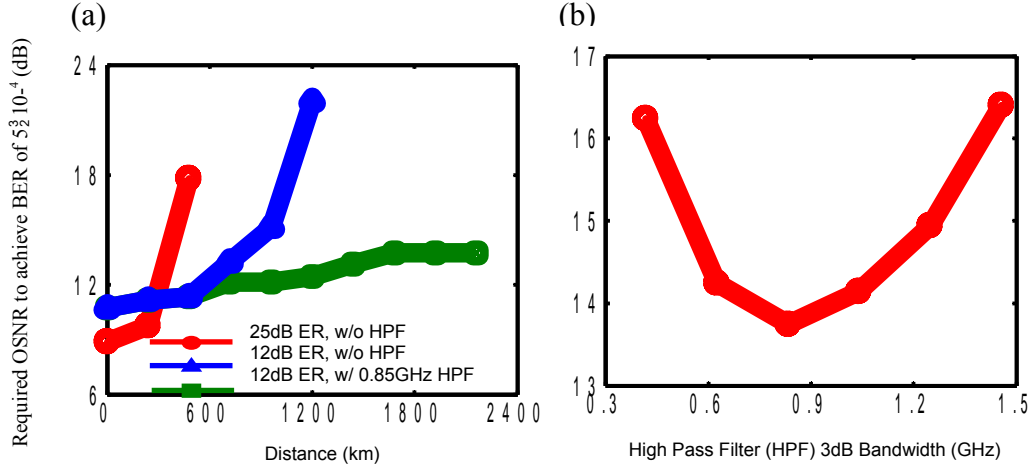 (a)
(b)
Required OSNR to achieve BER of 5³₂10-⁴ (dB)
24
18
12
6
0
600
1200
1800
2400
Distance (km)
25dB ER, w/o HPF
12dB ER, w/o HPF
12dB ER, w/ 0.85GHz HPF
17
16
15
14
13
0.3
0.6
0.9
1.2
1.5
High Pass Filter (HPF) 3dB Bandwidth (GHz)